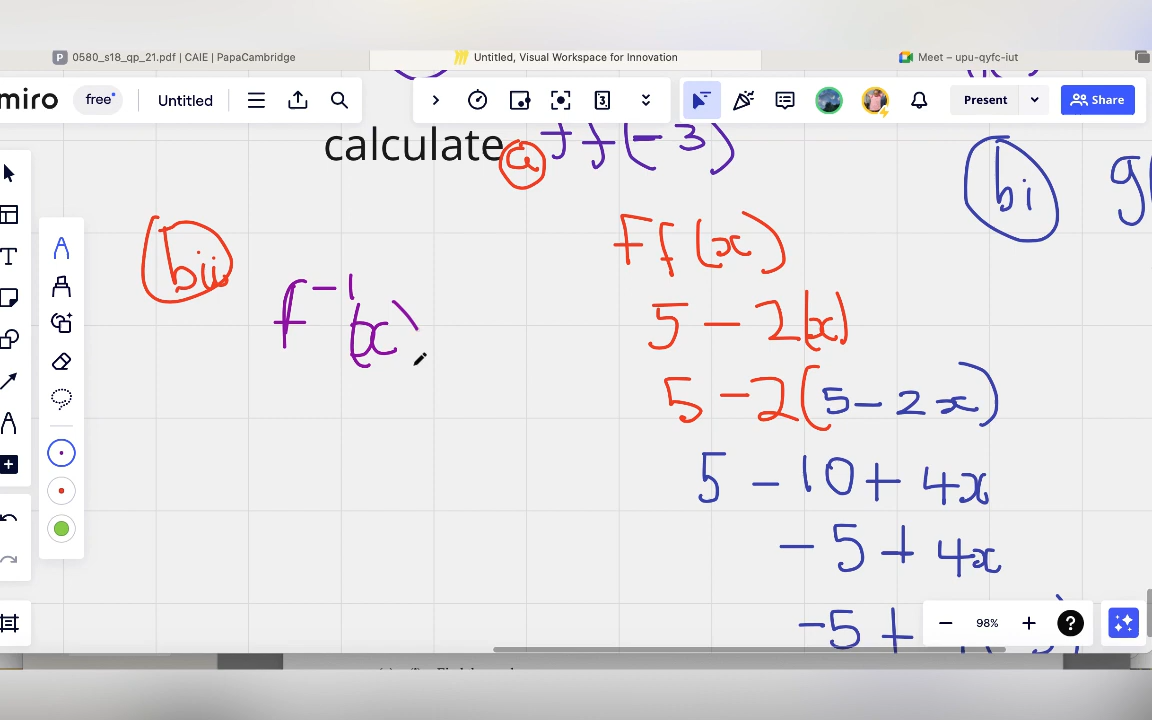 0580_s18_qp_21.pdf | CAIE | PapaCambridge
Untitled, Visual Workspace for Innovation
Meet – upu-qyfc-iut
miro
free
Untitled
Present
Share
calculate
a ff(-3)
bi
g(
bii
f⁻¹(x)
ff(x)
5 - 2(x)
5 - 2(5 - 2x)
5 - 10 + 4x
- 5 + 4x
-5 +
98%